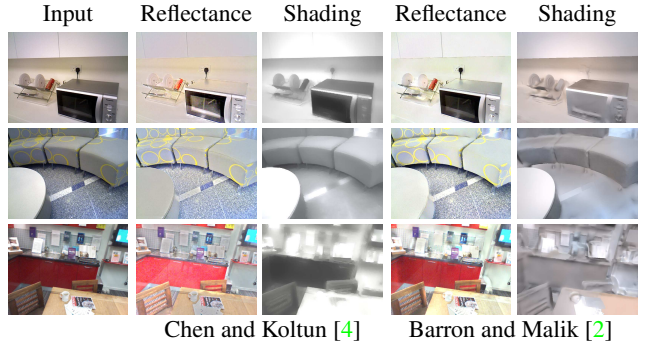 Input Reflectance Shading Reflectance Shading
Chen and Koltun [4] Barron and Malik [2]